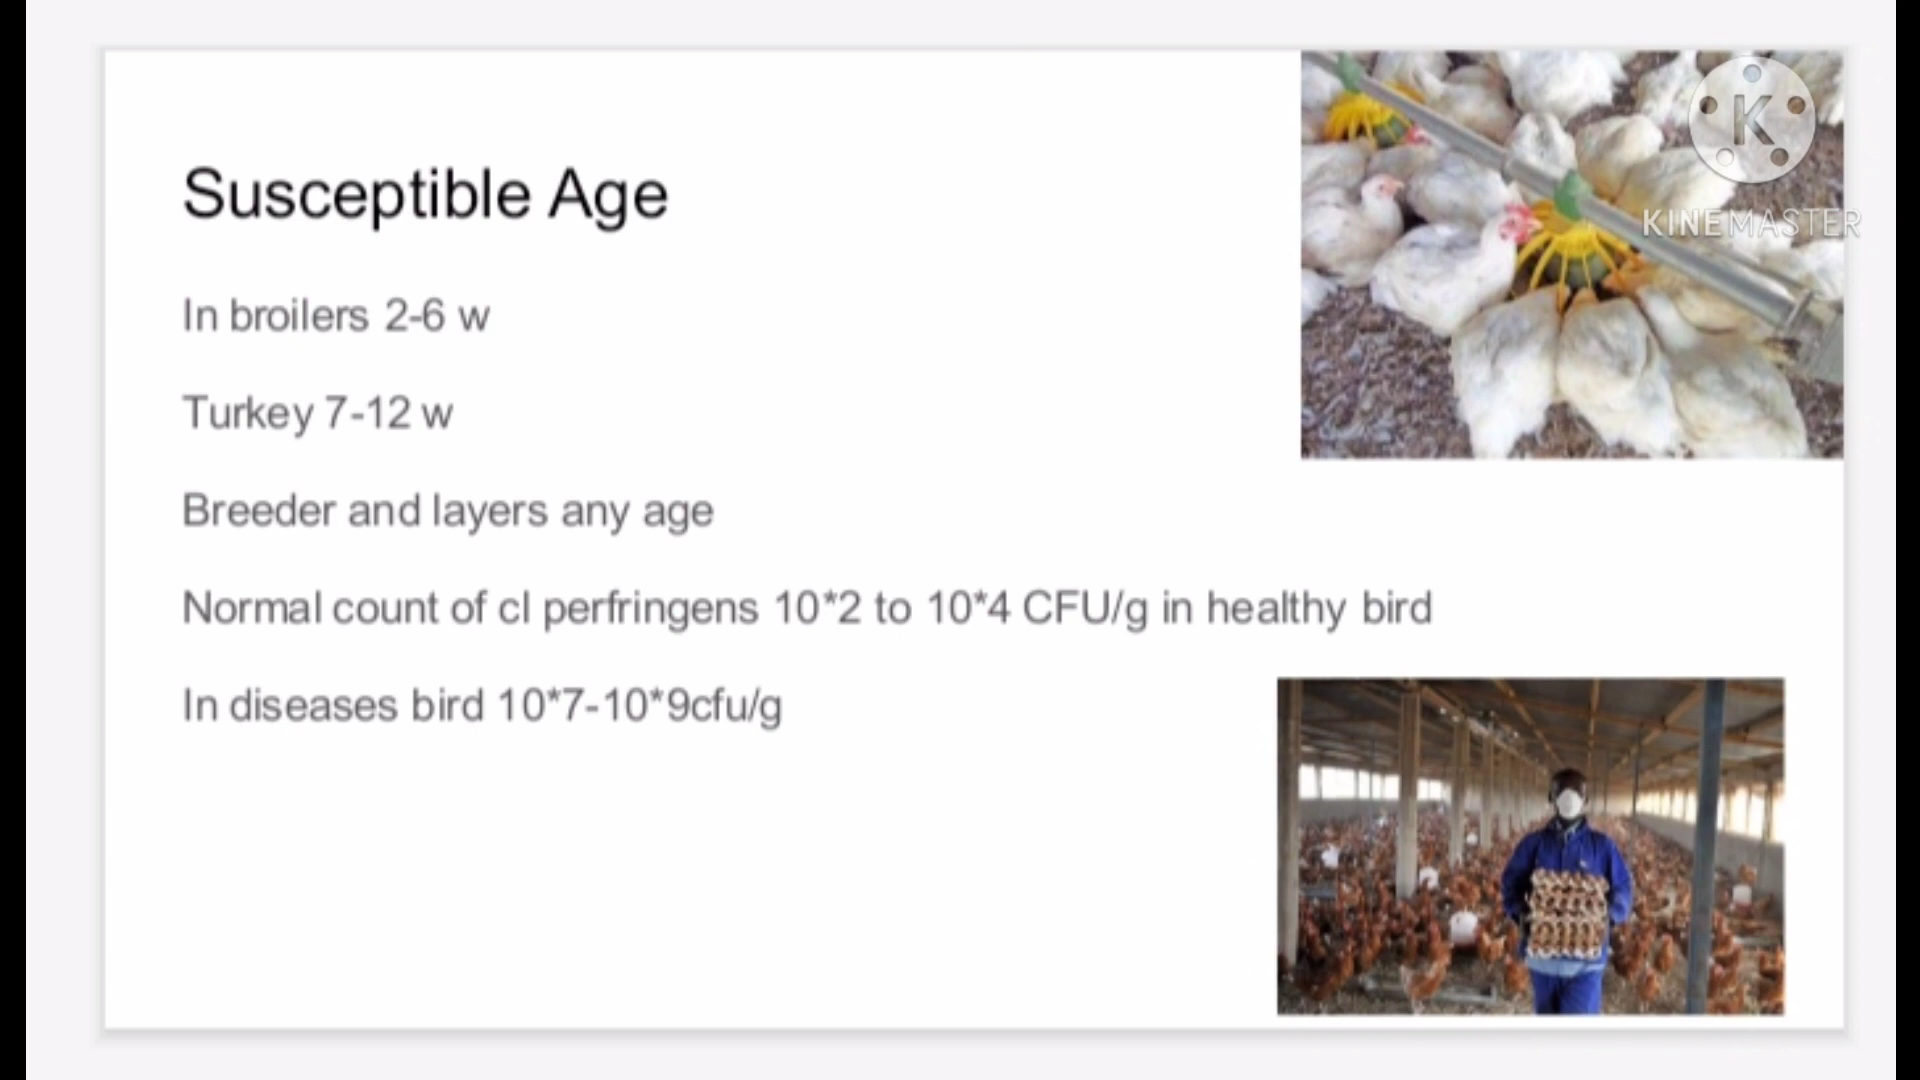 K
KINEMASTER
Susceptible Age
In broilers 2-6 w
Turkey 7-12 w
Breeder and layers any age
Normal count of cl perfringens 10*2 to 10*4 CFU/g in healthy bird
In diseases bird 10*7-10*9cfu/g